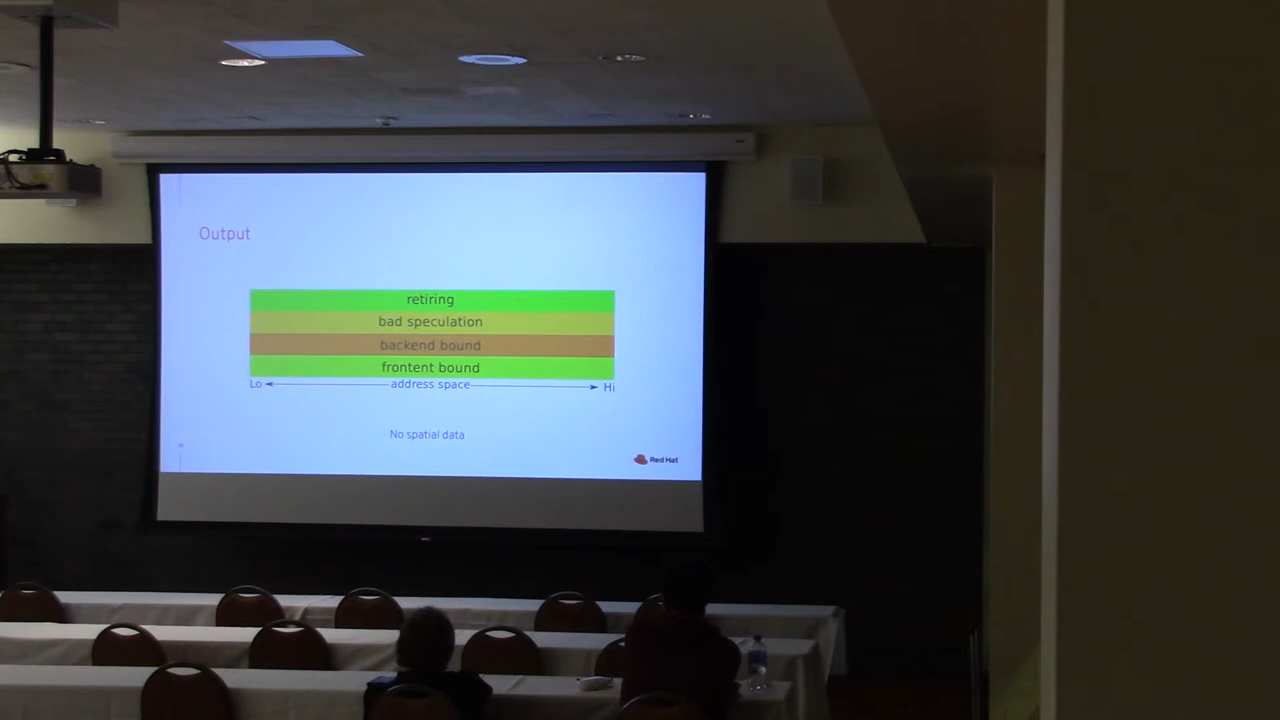 Output
retiring
bad speculation
backend bound
frontent bound
Lo address space Hi
No spatial data
Red Hat